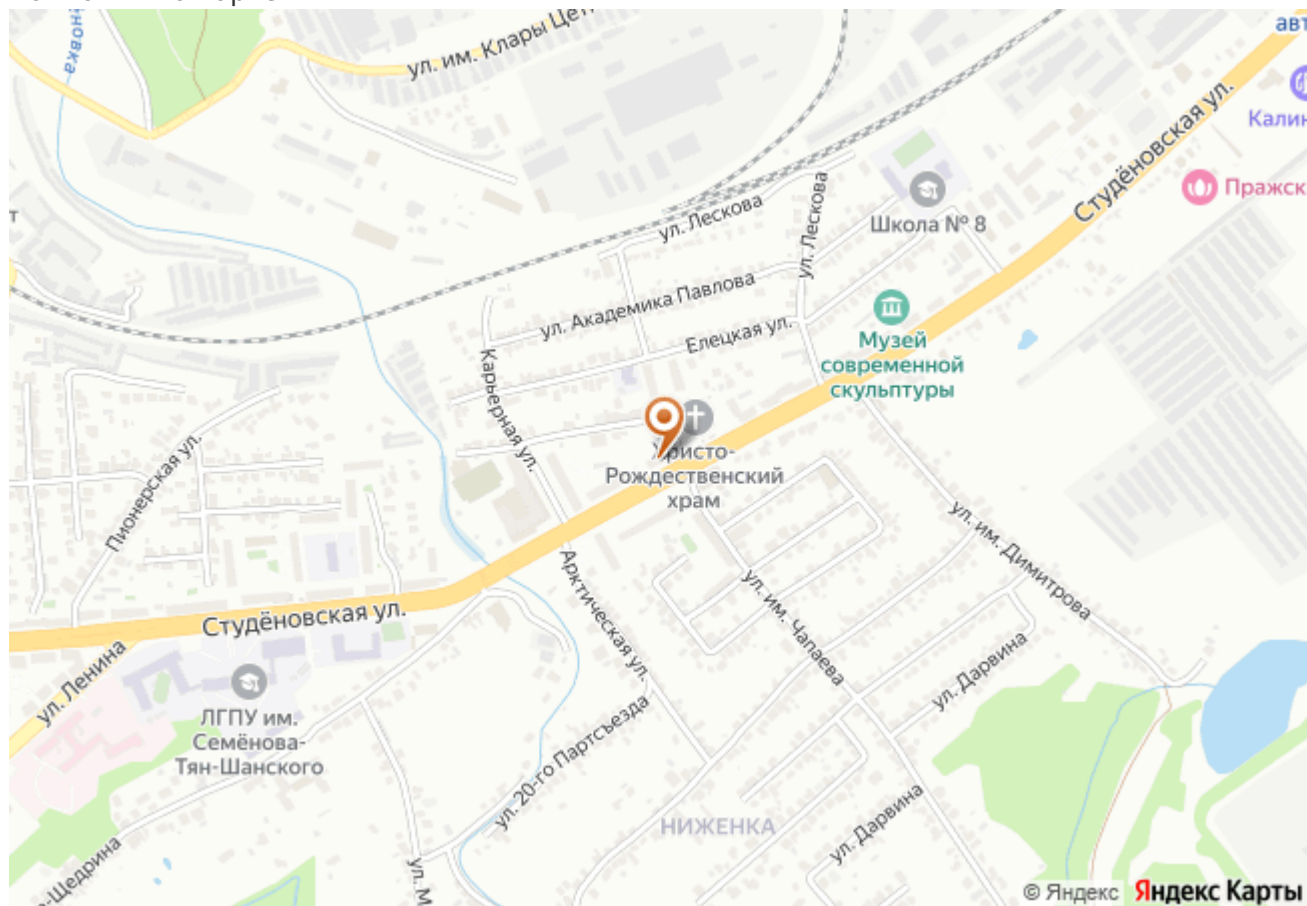 ул. им. Клары Цет
авт
Калин
Студёновская ул.
Пражск
ул. Лескова
ул. Лескова
Школа № 8
ул. Академика Павлова
Елецкая ул.
Музей
современной
скульптуры
Карьерная ул.
Христо-
Рождественский
храм
Пионерская ул.
ул. им. Димитрова
Арктическая ул.
ул. им. Чапаева
Студёновская ул.
ул. Ленина
ул. Дарвина
ЛГПУ им.
Семёнова-
Тян-Шанского
ул. 20-го Партсъезда
НИЖЕНКА
ул. Дарвина
-Щедрина
ул. М
© Яндекс Яндекс Карты